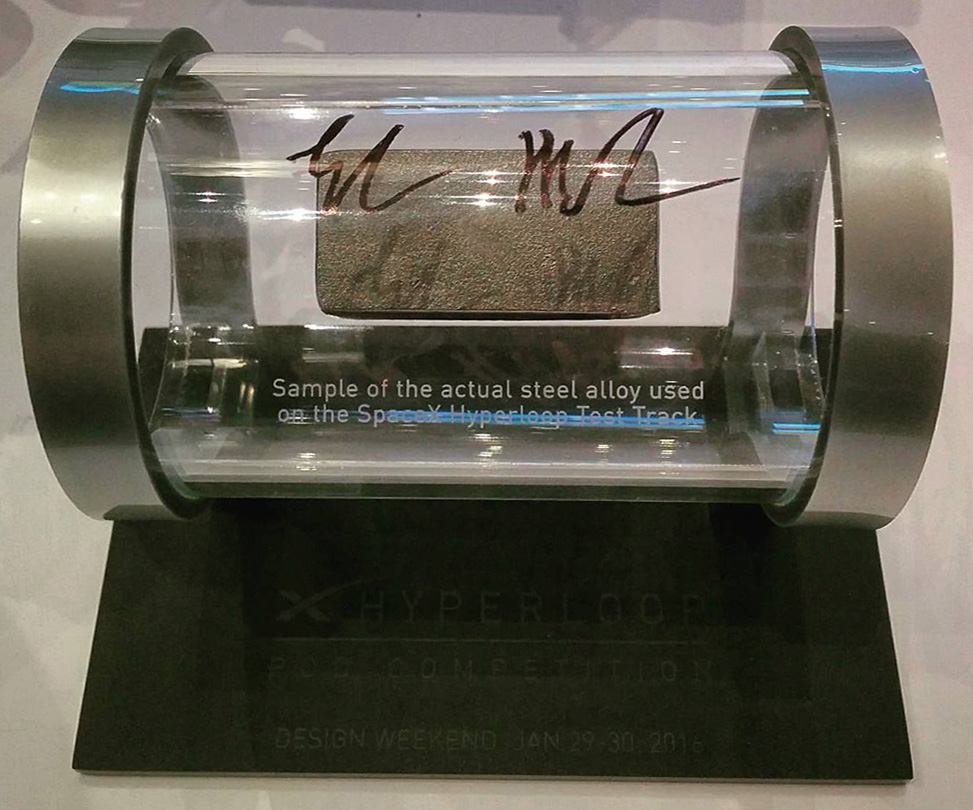 Sample of the actual steel alloy used
on the SpaceX Hyperloop Test Track
HYPERLOOP
POD COMPETITION
DESIGN WEEKEND JAN 29-30, 2016